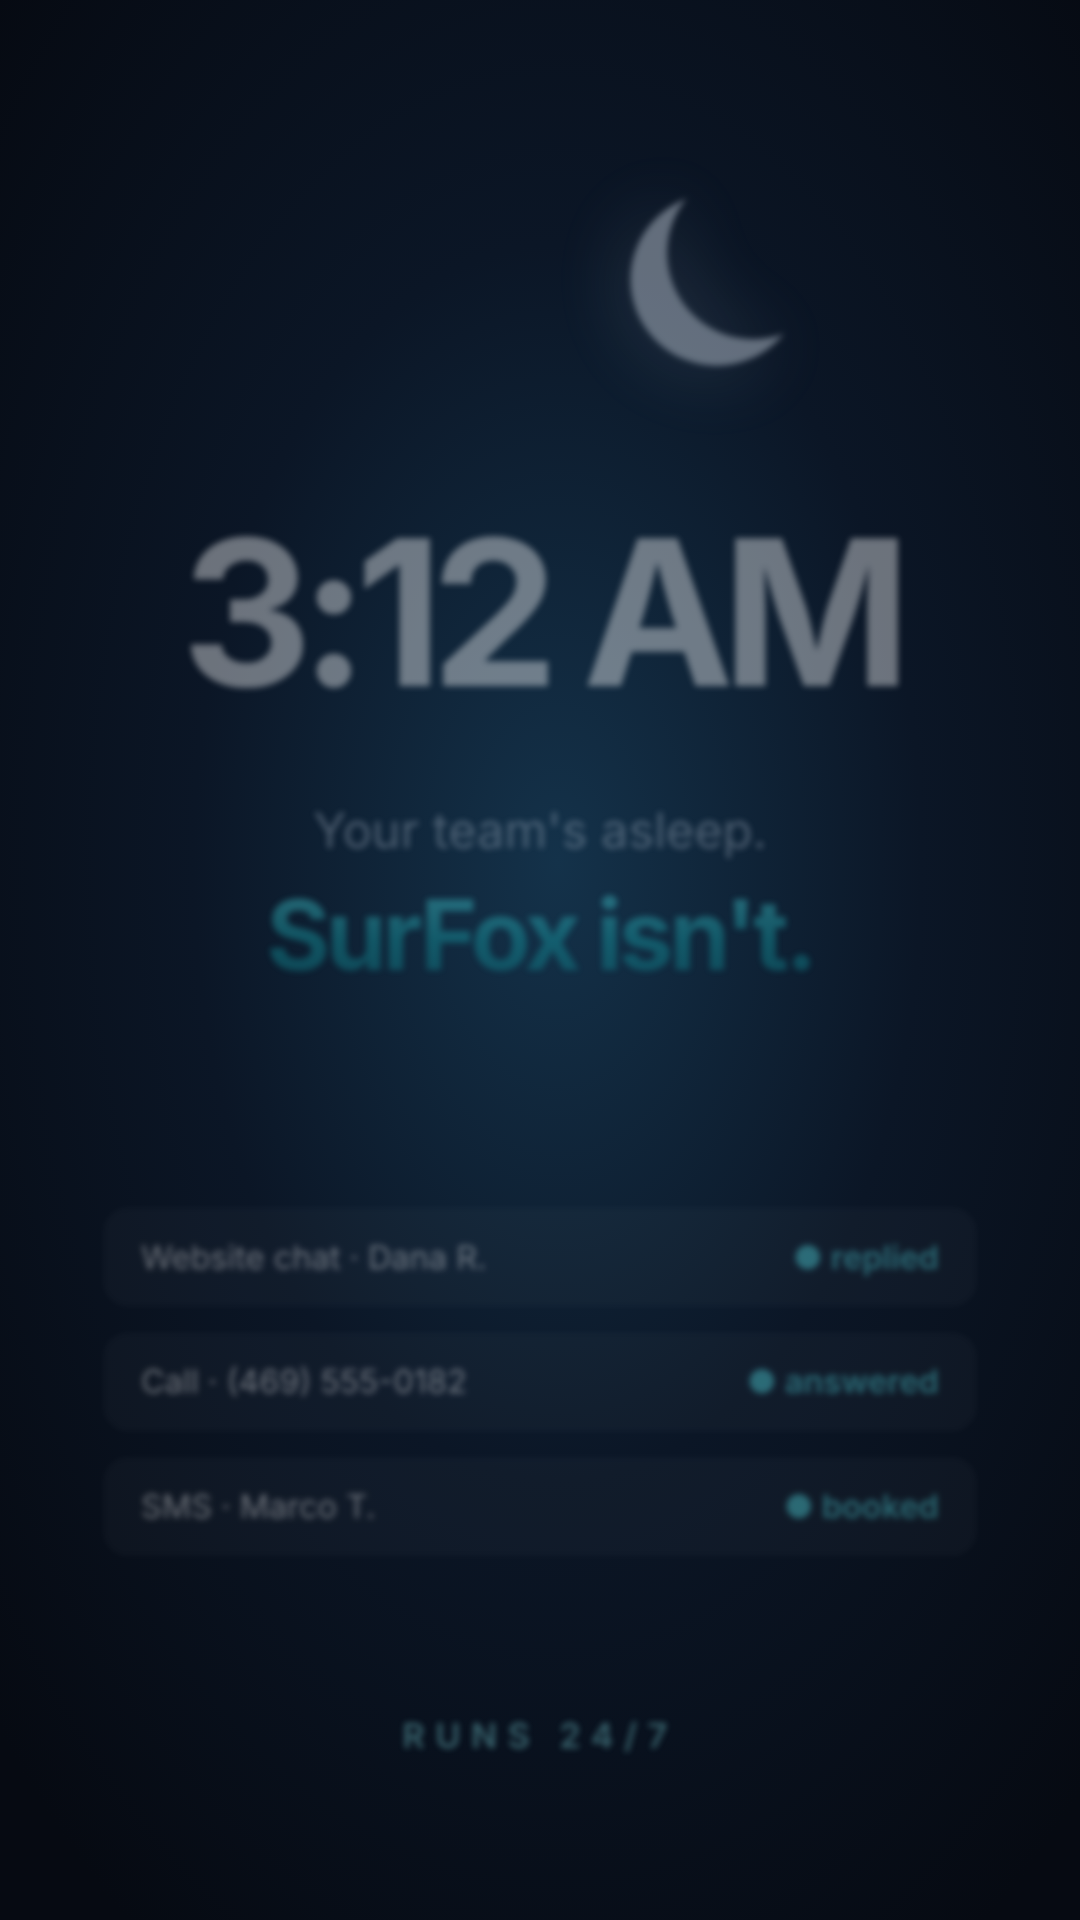 3:12 AM
Your team's asleep.
SurFox isn't.
Website chat · Dana R. replied
Call · (469) 555-0182 answered
SMS · Marco T. booked
RUNS 24/7